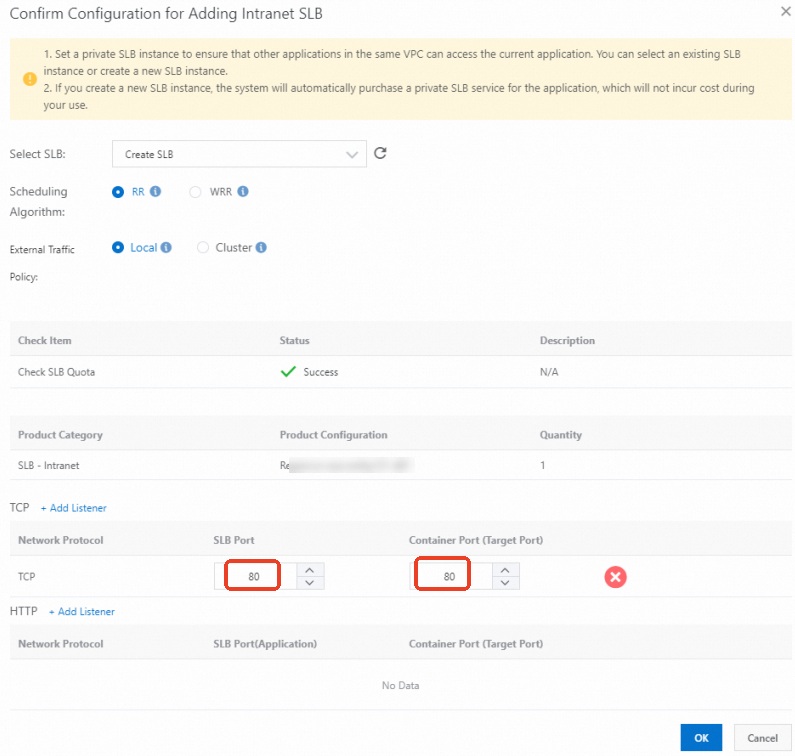 Confirm Configuration for Adding Intranet SLB
1. Set a private SLB instance to ensure that other applications in the same VPC can access the current application. You can select an existing SLB
instance or create a new SLB instance.
2. If you create a new SLB instance, the system will automatically purchase a private SLB service for the application, which will not incur cost during
your use.
Select SLB: Create SLB
Scheduling RR WRR
Algorithm:
External Traffic Local Cluster
Policy:
Check Item Status Description
Check SLB Quota Success N/A
Product Category Product Configuration Quantity
SLB - Intranet 1
TCP + Add Listener
Network Protocol SLB Port Container Port (Target Port)
TCP 80 80
HTTP + Add Listener
Network Protocol SLB Port(Application) Container Port (Target Port)
No Data
OK Cancel